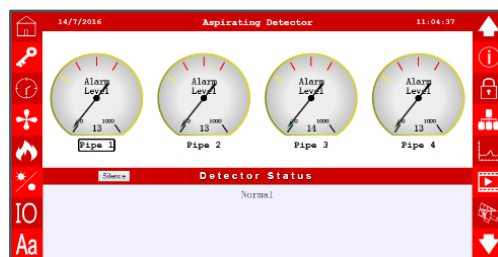 14/7/2016 Aspirating Detector 11:04:37
Alarm Level 0 1000 13
Alarm Level 0 1000 13
Alarm Level 0 1000 14
Alarm Level 0 1000 13
Pipe 1 Pipe 2 Pipe 3 Pipe 4
Silence Detector Status
Normal
IO
Aa